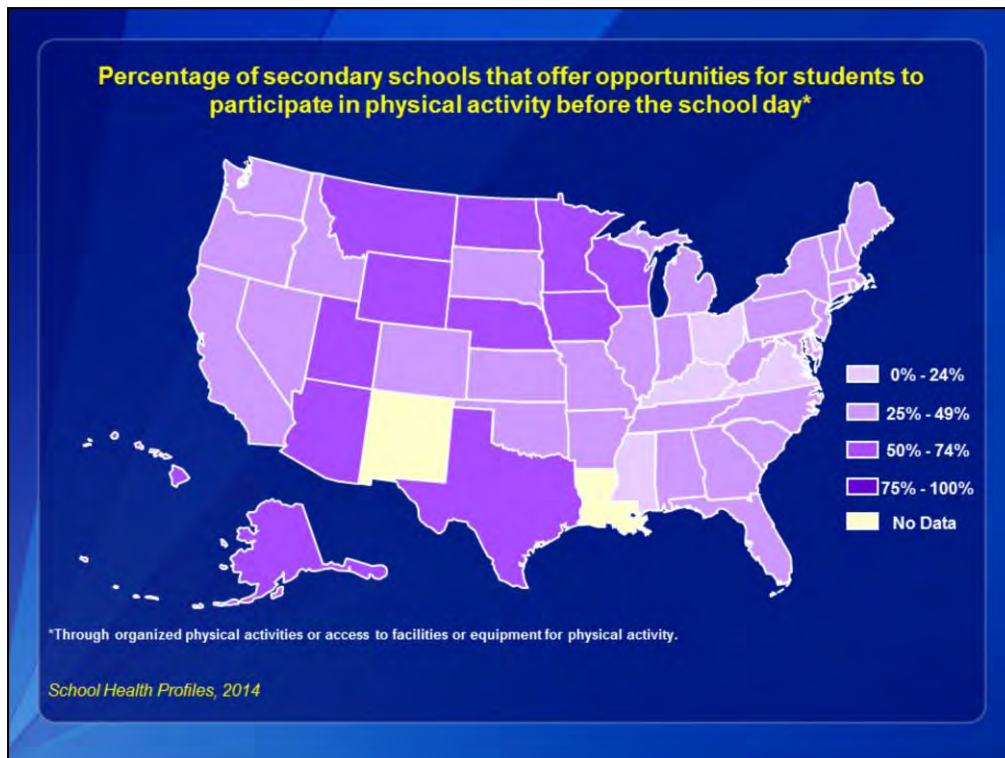 Percentage of secondary schools that offer opportunities for students to
participate in physical activity before the school day*
0% - 24%
25% - 49%
50% - 74%
75% - 100%
No Data
*Through organized physical activities or access to facilities or equipment for physical activity.
School Health Profiles, 2014